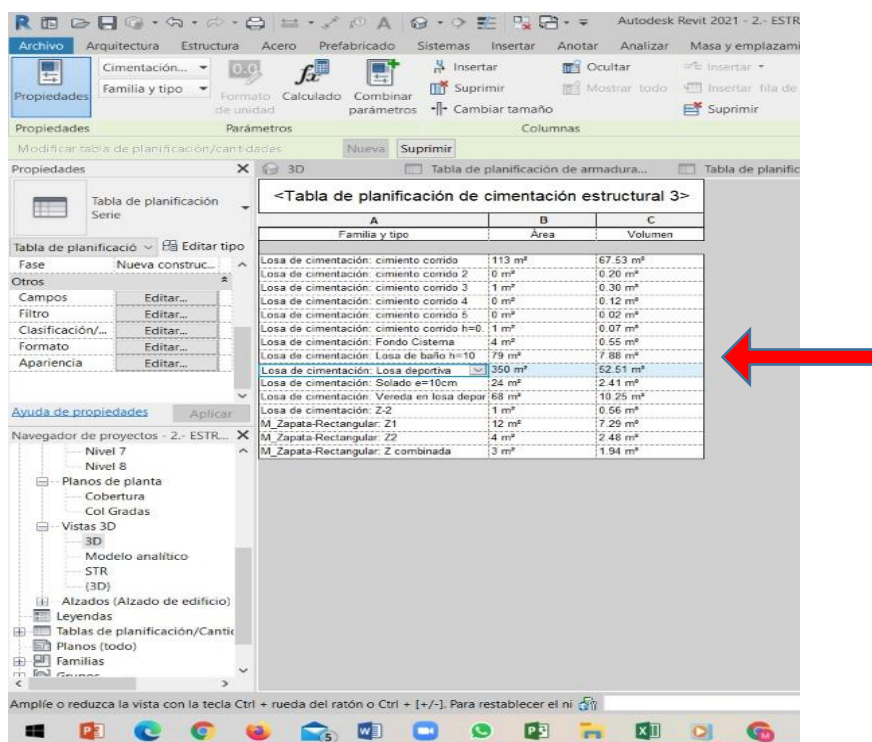 Autodesk Revit 2021 - 2.- ESTR
Archivo Arquitectura Estructura Acero Prefabricado Sistemas Insertar Anotar Analizar Masa y emplazami
Cimentación... 0.0 Insertar Ocultar Insertar
Familia y tipo Suprimir Mostrar todo Insertar fila de
Propiedades Formato de unidad Calculado Combinar parámetros Cambiar tamaño Suprimir
Propiedades Parámetros Columnas
Modificar tabla de planificación/cantidades Nueva Suprimir
Propiedades 3D Tabla de planificación de armadura... Tabla de planific
Tabla de planificación
Serie
Tabla de planificació Editar tipo
Fase Nueva construc...
Otros
Campos Editar...
Filtro Editar...
Clasificación/... Editar...
Formato Editar...
Apariencia Editar...
Ayuda de propiedades Aplicar
<Tabla de planificación de cimentación estructural 3>
A B C
Familia y tipo Área Volumen
Losa de cimentación: cimiento corrido 113 m² 67.53 m³
Losa de cimentación: cimiento corrido 2 0 m² 0.20 m³
Losa de cimentación: cimiento corrido 3 1 m² 0.30 m³
Losa de cimentación: cimiento corrido 4 0 m² 0.12 m³
Losa de cimentación: cimiento corrido 5 0 m² 0.02 m³
Losa de cimentación: cimiento corrido h=0. 1 m² 0.07 m³
Losa de cimentación: Fondo Cisterna 4 m² 0.55 m³
Losa de cimentación: Losa de baño h=10 79 m² 7.88 m³
Losa de cimentación: Losa deportiva 350 m² 52.51 m³
Losa de cimentación: Solado e=10cm 24 m² 2.41 m³
Losa de cimentación: Vereda en losa depor 68 m² 10.25 m³
Losa de cimentación: Z-2 1 m² 0.56 m³
M_Zapata-Rectangular: Z1 12 m² 7.29 m³
M_Zapata-Rectangular: Z2 4 m² 2.48 m³
M_Zapata-Rectangular: Z combinada 3 m² 1.94 m³
Navegador de proyectos - 2.- ESTR...
Nivel 7
Nivel 8
Planos de planta
Cobertura
Col Gradas
Vistas 3D
3D
Modelo analítico
STR
{3D}
Alzados (Alzado de edificio)
Leyendas
Tablas de planificación/Cantic
Planos (todo)
Familias
Grupos
Amplíe o reduzca la vista con la tecla Ctrl + rueda del ratón o Ctrl + [+/-]. Para restablecer el ni